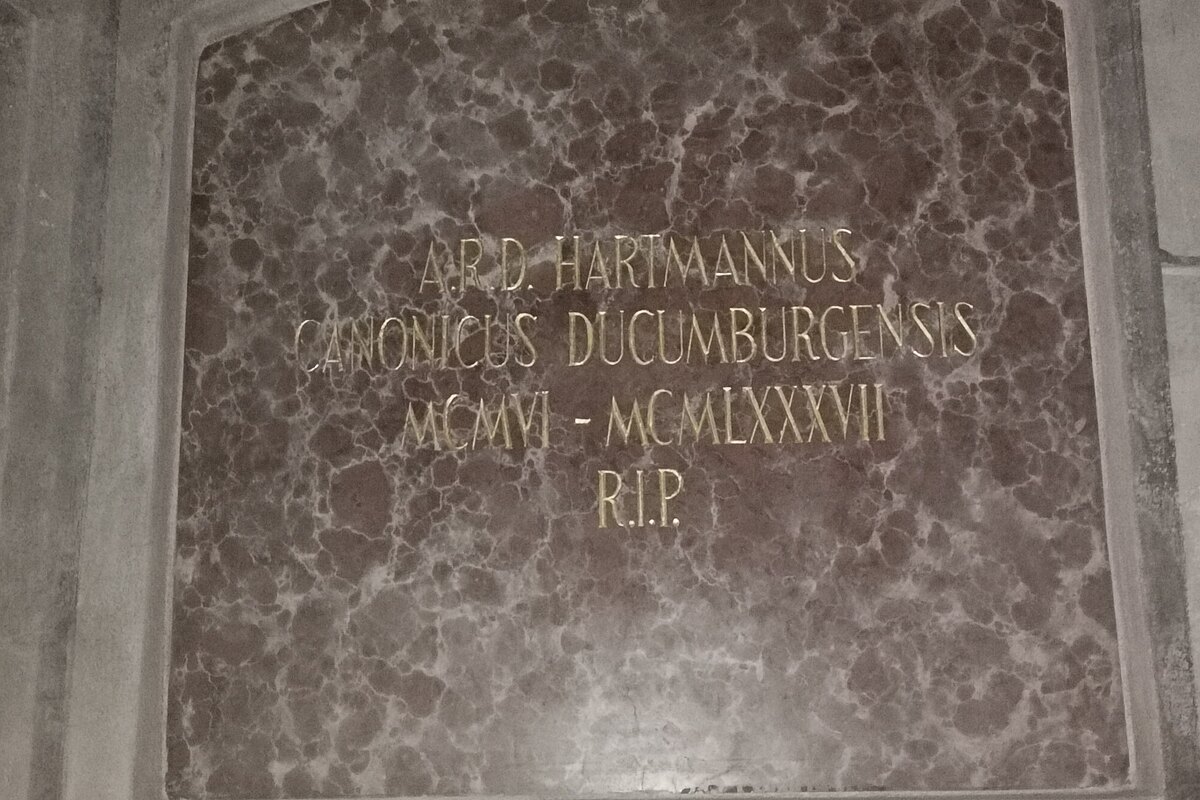 A.R.D. HARTMANNUS
CANONICUS DUCUMBURGENSIS
MCMVI - MCMLXXXVII
R.I.P.